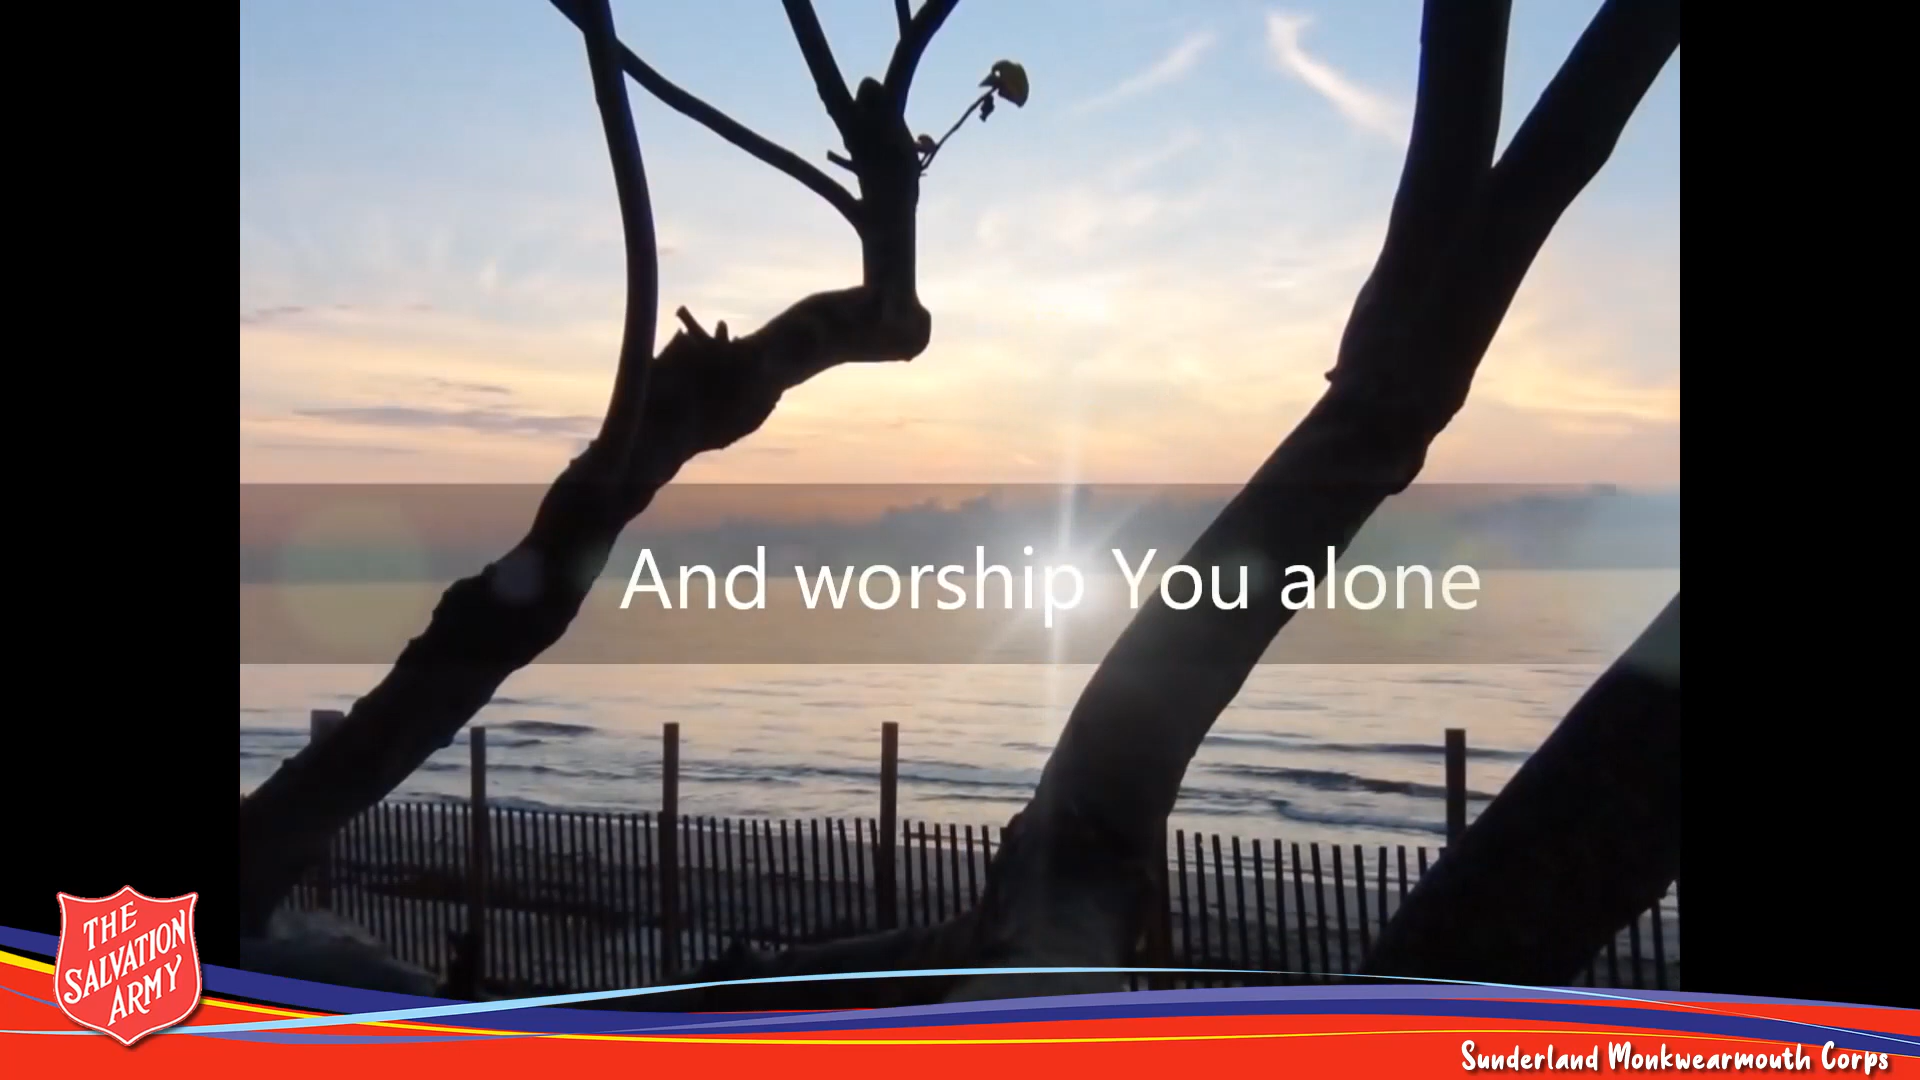 And worship You alone
THE
SALVATION
ARMY
Sunderland Monkwearmouth Corps